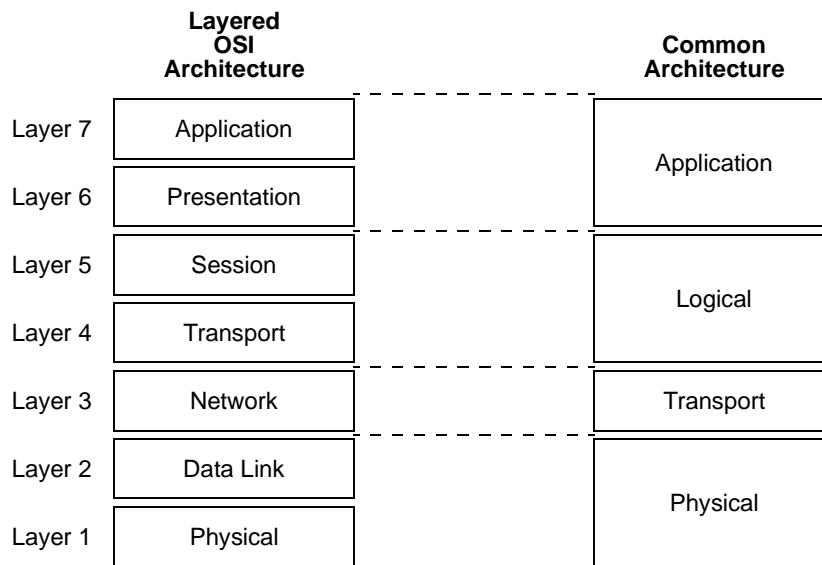 Layered
OSI
Architecture
Common
Architecture
Layer 7
Application
Application
Layer 6
Presentation
Layer 5
Session
Logical
Layer 4
Transport
Layer 3
Network
Transport
Layer 2
Data Link
Physical
Layer 1
Physical